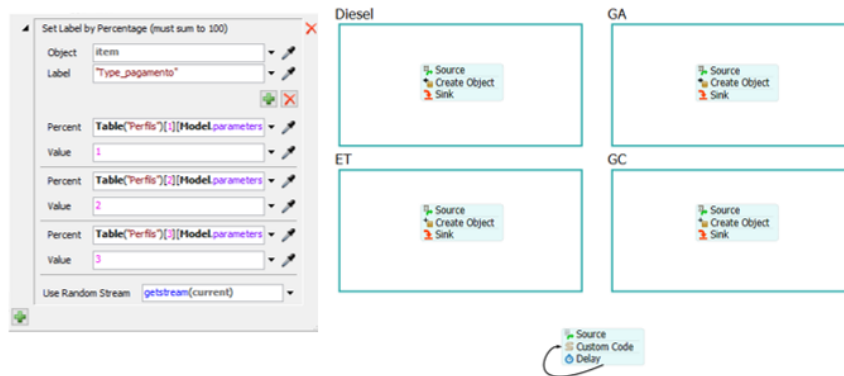 Set Label by Percentage (must sum to 100)
Object item
Label "Type_pagamento"
Percent Table("Perfis")[1][Model.parameters
Value 1
Percent Table("Perfis")[2][Model.parameters
Value 2
Percent Table("Perfis")[3][Model.parameters
Value 3
Use Random Stream getstream(current)
Diesel
Source
Create Object
Sink
GA
Source
Create Object
Sink
ET
Source
Create Object
Sink
GC
Source
Create Object
Sink
Source
Custom Code
Delay